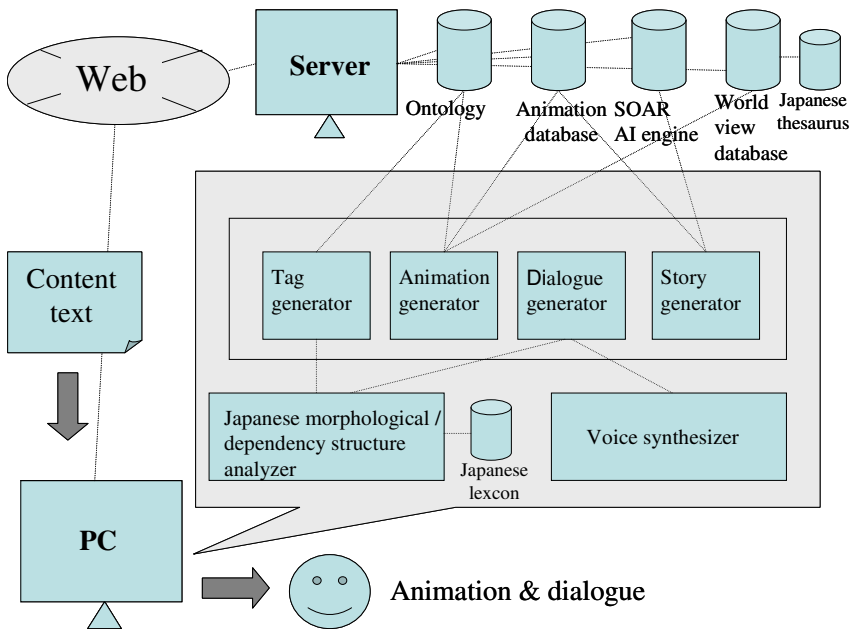 Web
Server
Ontology
Animation
database
SOAR
AI engine
World
view
database
Japanese
thesaurus
Content
text
Tag
generator
Animation
generator
Dialogue
generator
Story
generator
Japanese morphological /
dependency structure
analyzer
Japanese
lexcon
Voice synthesizer
PC
Animation & dialogue